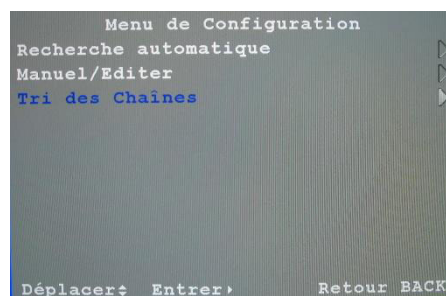 Menu de Configuration
Recherche automatique
Manuel/Editer
Tri des Chaînes
Déplacer Entrer Retour BACK